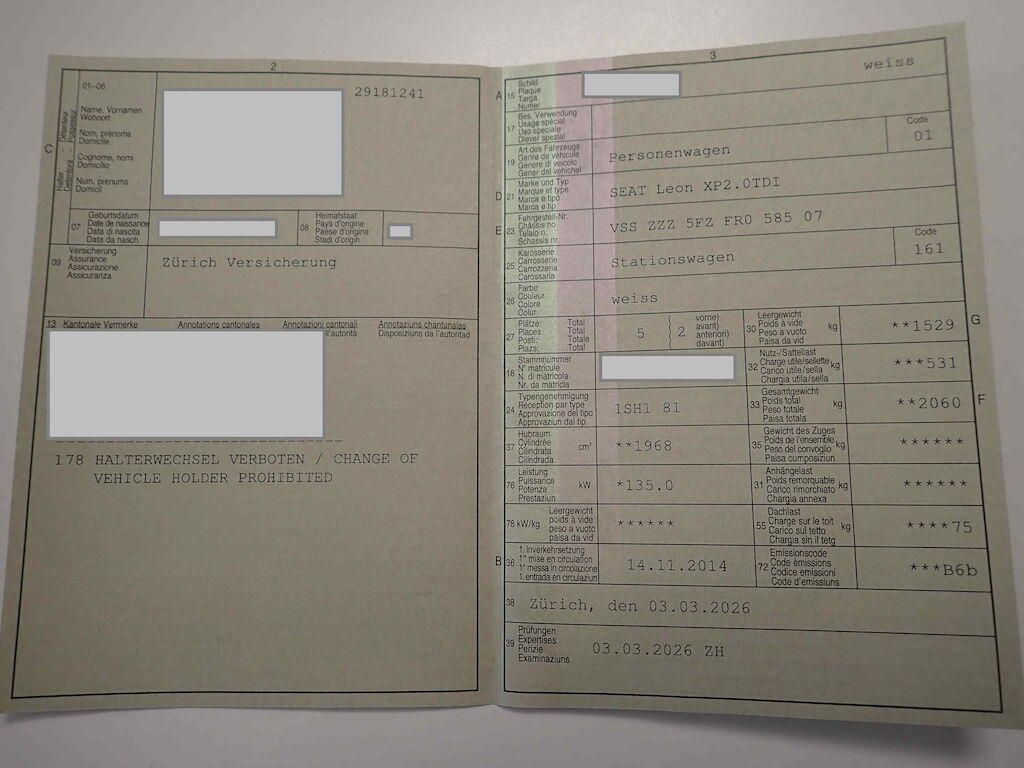 2
01–06
29181241
C
Halter – Détenteur
Detentore – Possessur
Name, Vornamen
Wohnort
Nom, prénoms
Domicile
Cognome, nomi
Domicilio
Num, prenums
Domicil
07
Geburtsdatum
Date de naissance
Data di nascita
Data da nasch.
08
Heimatstaat
Pays d'origine
Paese d'origine
Stadi d'origin
09
Versicherung
Assurance
Assicurazione
Assicuranza
Zürich Versicherung
13 Kantonale Vermerke Annotations cantonales Annotazioni cantonali Annotaziuns chantunalas
l'autorità Disposiziuns da l'autoritad
178 HALTERWECHSEL VERBOTEN / CHANGE OF
VEHICLE HOLDER PROHIBITED
3
weiss
A 15
Schild
Plaque
Targa
Numer
17
Bes. Verwendung
Usage spécial
Uso speciale
Diever spezial
Code
01
19
Art des Fahrzeugs
Genre de véhicule
Genere di veicolo
Gener dal vehichel
Personenwagen
D 21
Marke und Typ
Marque et type
Marca e tipo
Marca e tip
SEAT Leon XP2.0TDI
E 23
Fahrgestell-Nr.
Châssis no
Telaio n.
Schassis nr.
VSS ZZZ 5FZ FR0 585 07
25
Karosserie
Carrosserie
Carrozzeria
Carossaria
Stationswagen
Code
161
26
Farbe
Couleur
Colore
Colur
weiss
27
Plätze: Total
Places: Total
Posti: Totale
Plazs: Total
5
2
vorne)
avant)
anteriori)
davant)
30
Leergewicht
Poids à vide
Peso a vuoto
Paisa da vid
kg
**1529
G
18
Stammnummer
N° matricule
N. di matricola
Nr. da matricla
32
Nutz-/Sattellast
Charge utile/sellette
Carico utile/sella
Chargia utila/sella
kg
***531
24
Typengenehmigung
Réception par type
Approvazione del tipo
Approvaziun dal tip
1SH1 81
33
Gesamtgewicht
Poids total
Peso totale
Paisa totala
kg
**2060
F
37
Hubraum
Cylindrée
Cilindrata
Cilindrada
cm³
**1968
35
Gewicht des Zuges
Poids de l'ensemble
Peso del convoglio
Paisa cumposiziun
kg
******
76
Leistung
Puissance
Potenza
Prestaziun
kW
*135.0
31
Anhängelast
Poids remorquable
Carico rimorchiato
Chargia annexa
kg
******
78 kW/kg
Leergewicht
poids à vide
peso a vuoto
paisa da vid
******
55
Dachlast
Charge sur le toit
Carico sul tetto
Chargia sin il tetg
kg
****75
B 36
1. Inverkehrsetzung
1re mise en circulation
1a messa in circolazione
1. entrada en circulaziun
14.11.2014
72
Emissionscode
Code émissions
Codice emissioni
Code d'emissiuns
***B6b
38
Zürich, den 03.03.2026
39
Prüfungen
Expertises
Perizie
Examinaziuns
03.03.2026 ZH